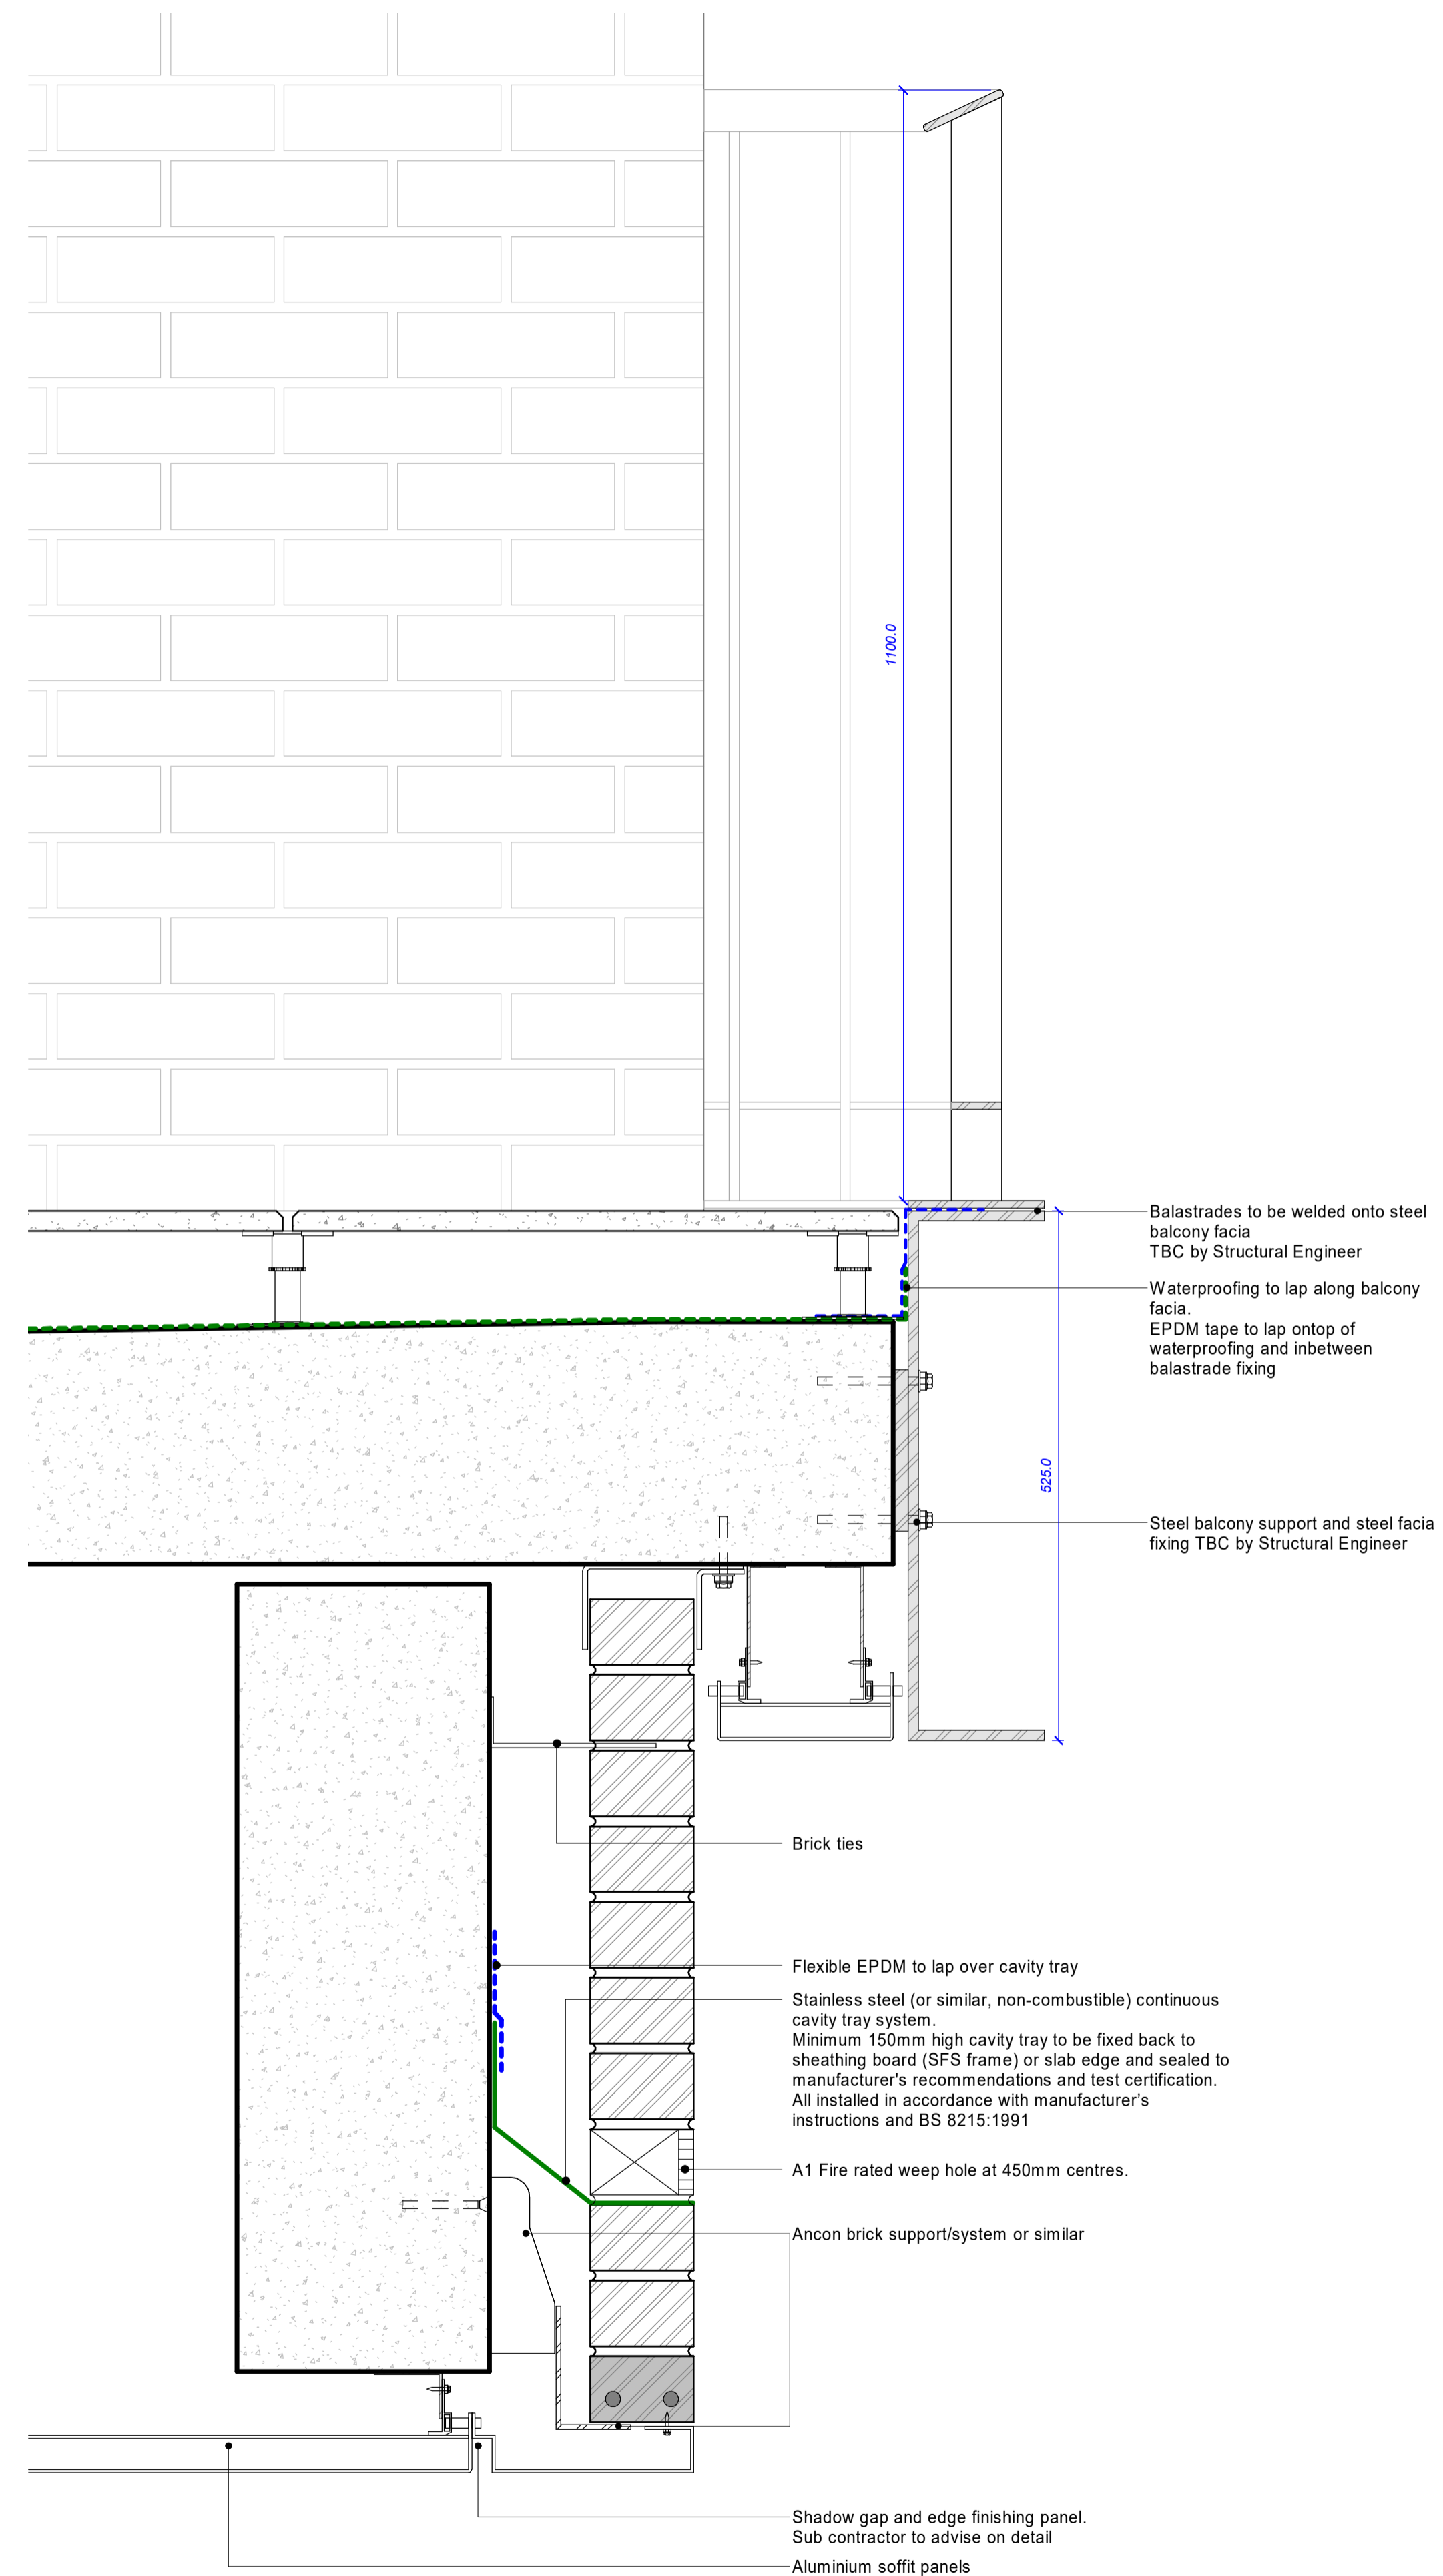 1100.0
Balastrades to be welded onto steel
balcony facia
TBC by Structural Engineer
Waterproofing to lap along balcony
facia.
EPDM tape to lap ontop of
waterproofing and inbetween
balastrade fixing
525.0
Steel balcony support and steel facia
fixing TBC by Structural Engineer
Brick ties
Flexible EPDM to lap over cavity tray
Stainless steel (or similar, non-combustible) continuous
cavity tray system.
Minimum 150mm high cavity tray to be fixed back to
sheathing board (SFS frame) or slab edge and sealed to
manufacturer's recommendations and test certification.
All installed in accordance with manufacturer's
instructions and BS 8215:1991
A1 Fire rated weep hole at 450mm centres.
Ancon brick support/system or similar
Shadow gap and edge finishing panel.
Sub contractor to advise on detail
Aluminium soffit panels